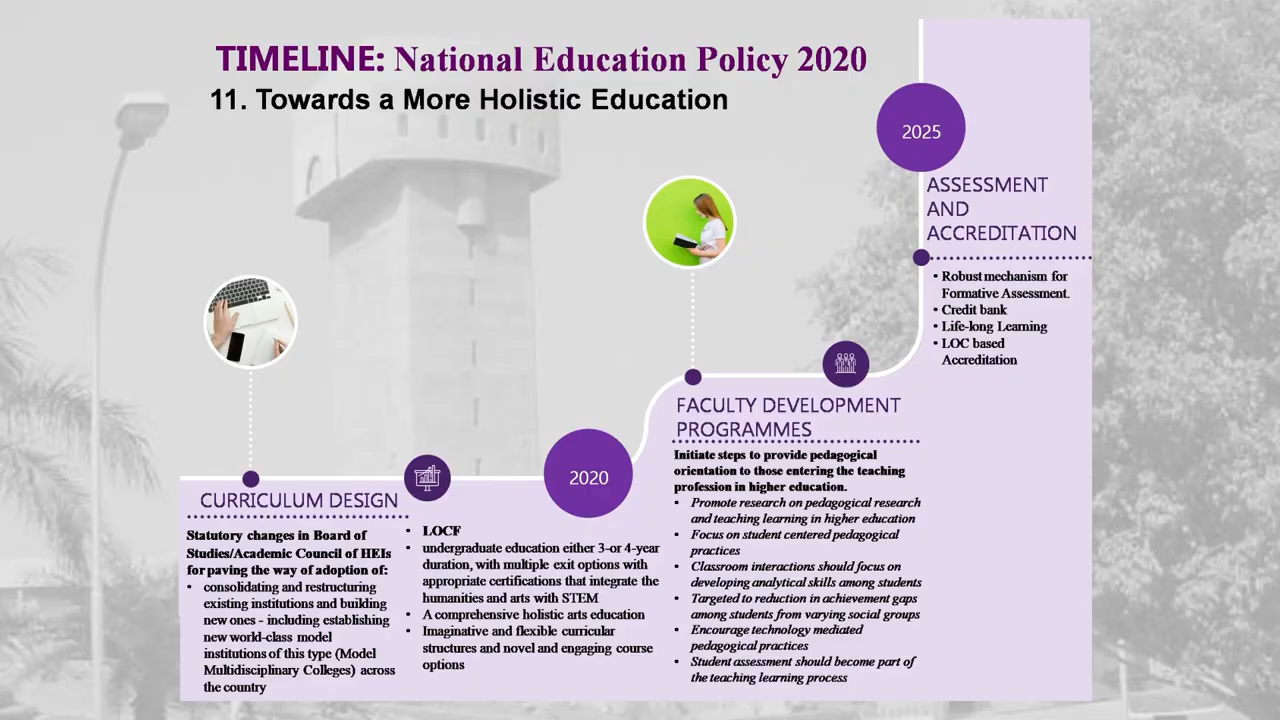 TIMELINE: National Education Policy 2020
11. Towards a More Holistic Education
CURRICULUM DESIGN
Statutory changes in Board of
Studies/Academic Council of HEIs
for paving the way of adoption of:
• consolidating and restructuring
existing institutions and building
new ones - including establishing
new world-class model
institutions of this type (Model
Multidisciplinary Colleges) across
the country
• LOCF
• undergraduate education either 3-or 4-year
duration, with multiple exit options with
appropriate certifications that integrate the
humanities and arts with STEM
• A comprehensive holistic arts education
• Imaginative and flexible curricular
structures and novel and engaging course
options
2020
FACULTY DEVELOPMENT
PROGRAMMES
Initiate steps to provide pedagogical
orientation to those entering the teaching
profession in higher education.
• Promote research on pedagogical research
and teaching learning in higher education
• Focus on student centered pedagogical
practices
• Classroom interactions should focus on
developing analytical skills among students
• Targeted to reduction in achievement gaps
among students from varying social groups
• Encourage technology mediated
pedagogical practices
• Student assessment should become part of
the teaching learning process
2025
ASSESSMENT
AND
ACCREDITATION
• Robust mechanism for
Formative Assessment.
• Credit bank
• Life-long Learning
• LOC based
Accreditation